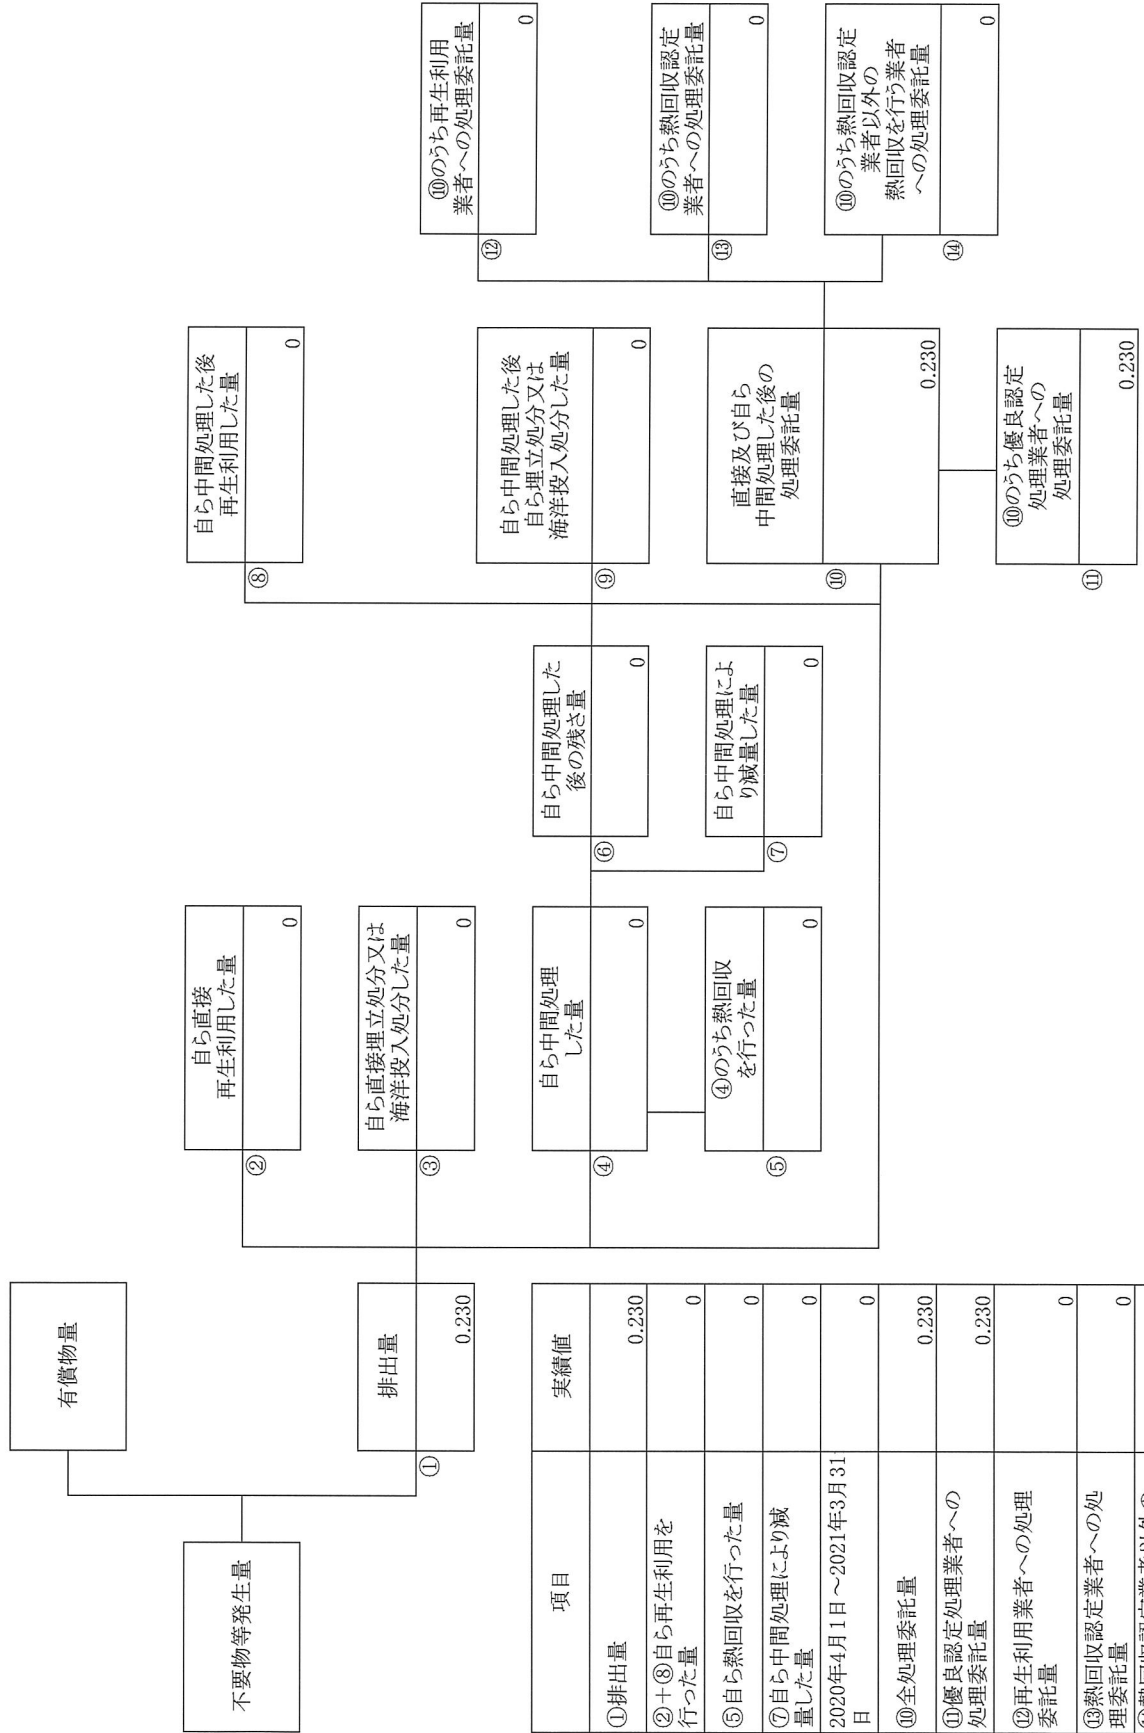 不要物等発生量
有償物量
①
排出量
0.230
②
自ら直接
再生利用した量
0
③
自ら直接埋立処分又は
海洋投入処分した量
0
④
自ら中間処理
した量
0
⑤
④のうち熱回収
を行った量
0
⑥
自ら中間処理した
後の残さ量
0
⑦
自ら中間処理によ
り減量した量
0
⑧
自ら中間処理した後
再生利用した量
0
⑨
自ら中間処理した後
自ら埋立処分又は
海洋投入処分した量
0
⑩
直接及び自ら
中間処理した後の
処理委託量
0.230
⑪
⑩のうち優良認定
処理業者への
処理委託量
0.230
⑫
⑩のうち再生利用
業者への処理委託量
0
⑬
⑩のうち熱回収認定
業者への処理委託量
0
⑭
⑩のうち熱回収認定
業者以外の
熱回収を行う業者
への処理委託量
0
項目 実績値
①排出量 0.230
②+⑧自ら再生利用を
行った量 0
⑤自ら熱回収を行った量 0
⑦自ら中間処理により減
量した量 0
2020年4月1日~2021年3月31
日 0
⑩全処理委託量 0.230
⑪優良認定処理業者への
処理委託量 0.230
⑫再生利用業者への処理
委託量 0
⑬熱回収認定業者への処
理委託量 0